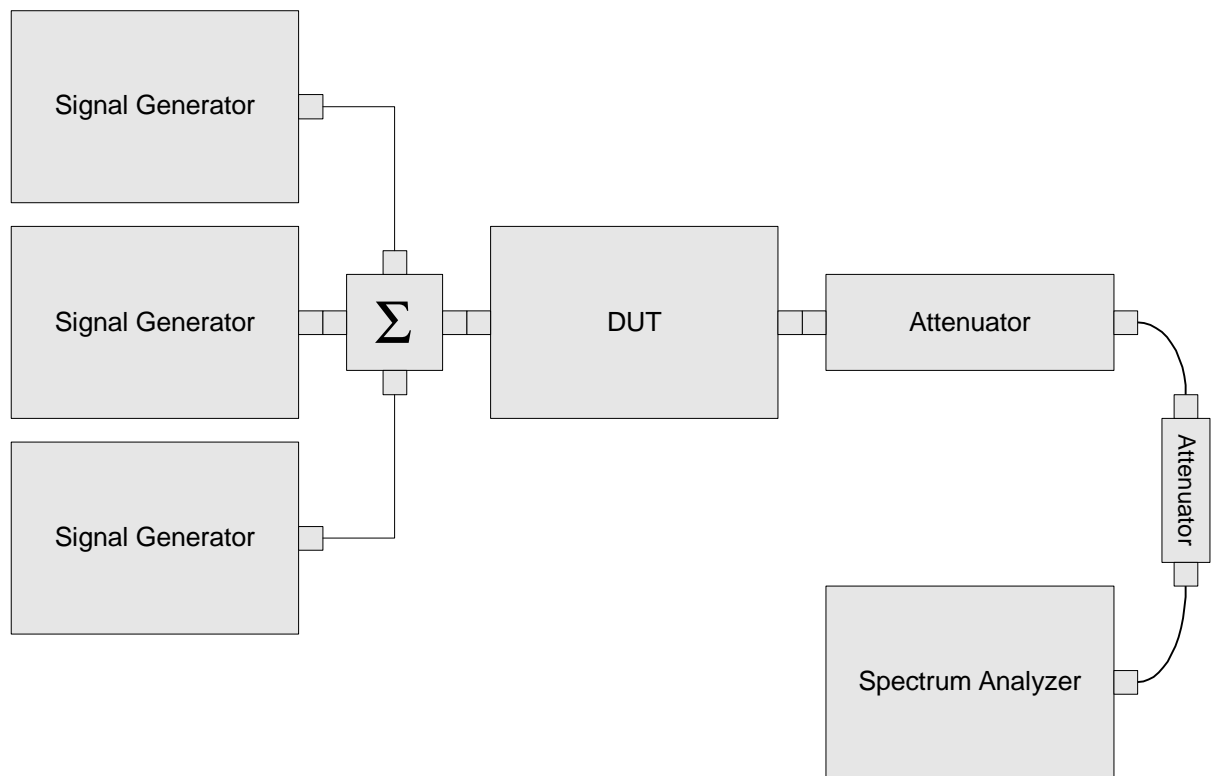 Signal Generator
Signal Generator
Σ
DUT
Attenuator
Attenuator
Signal Generator
Spectrum Analyzer